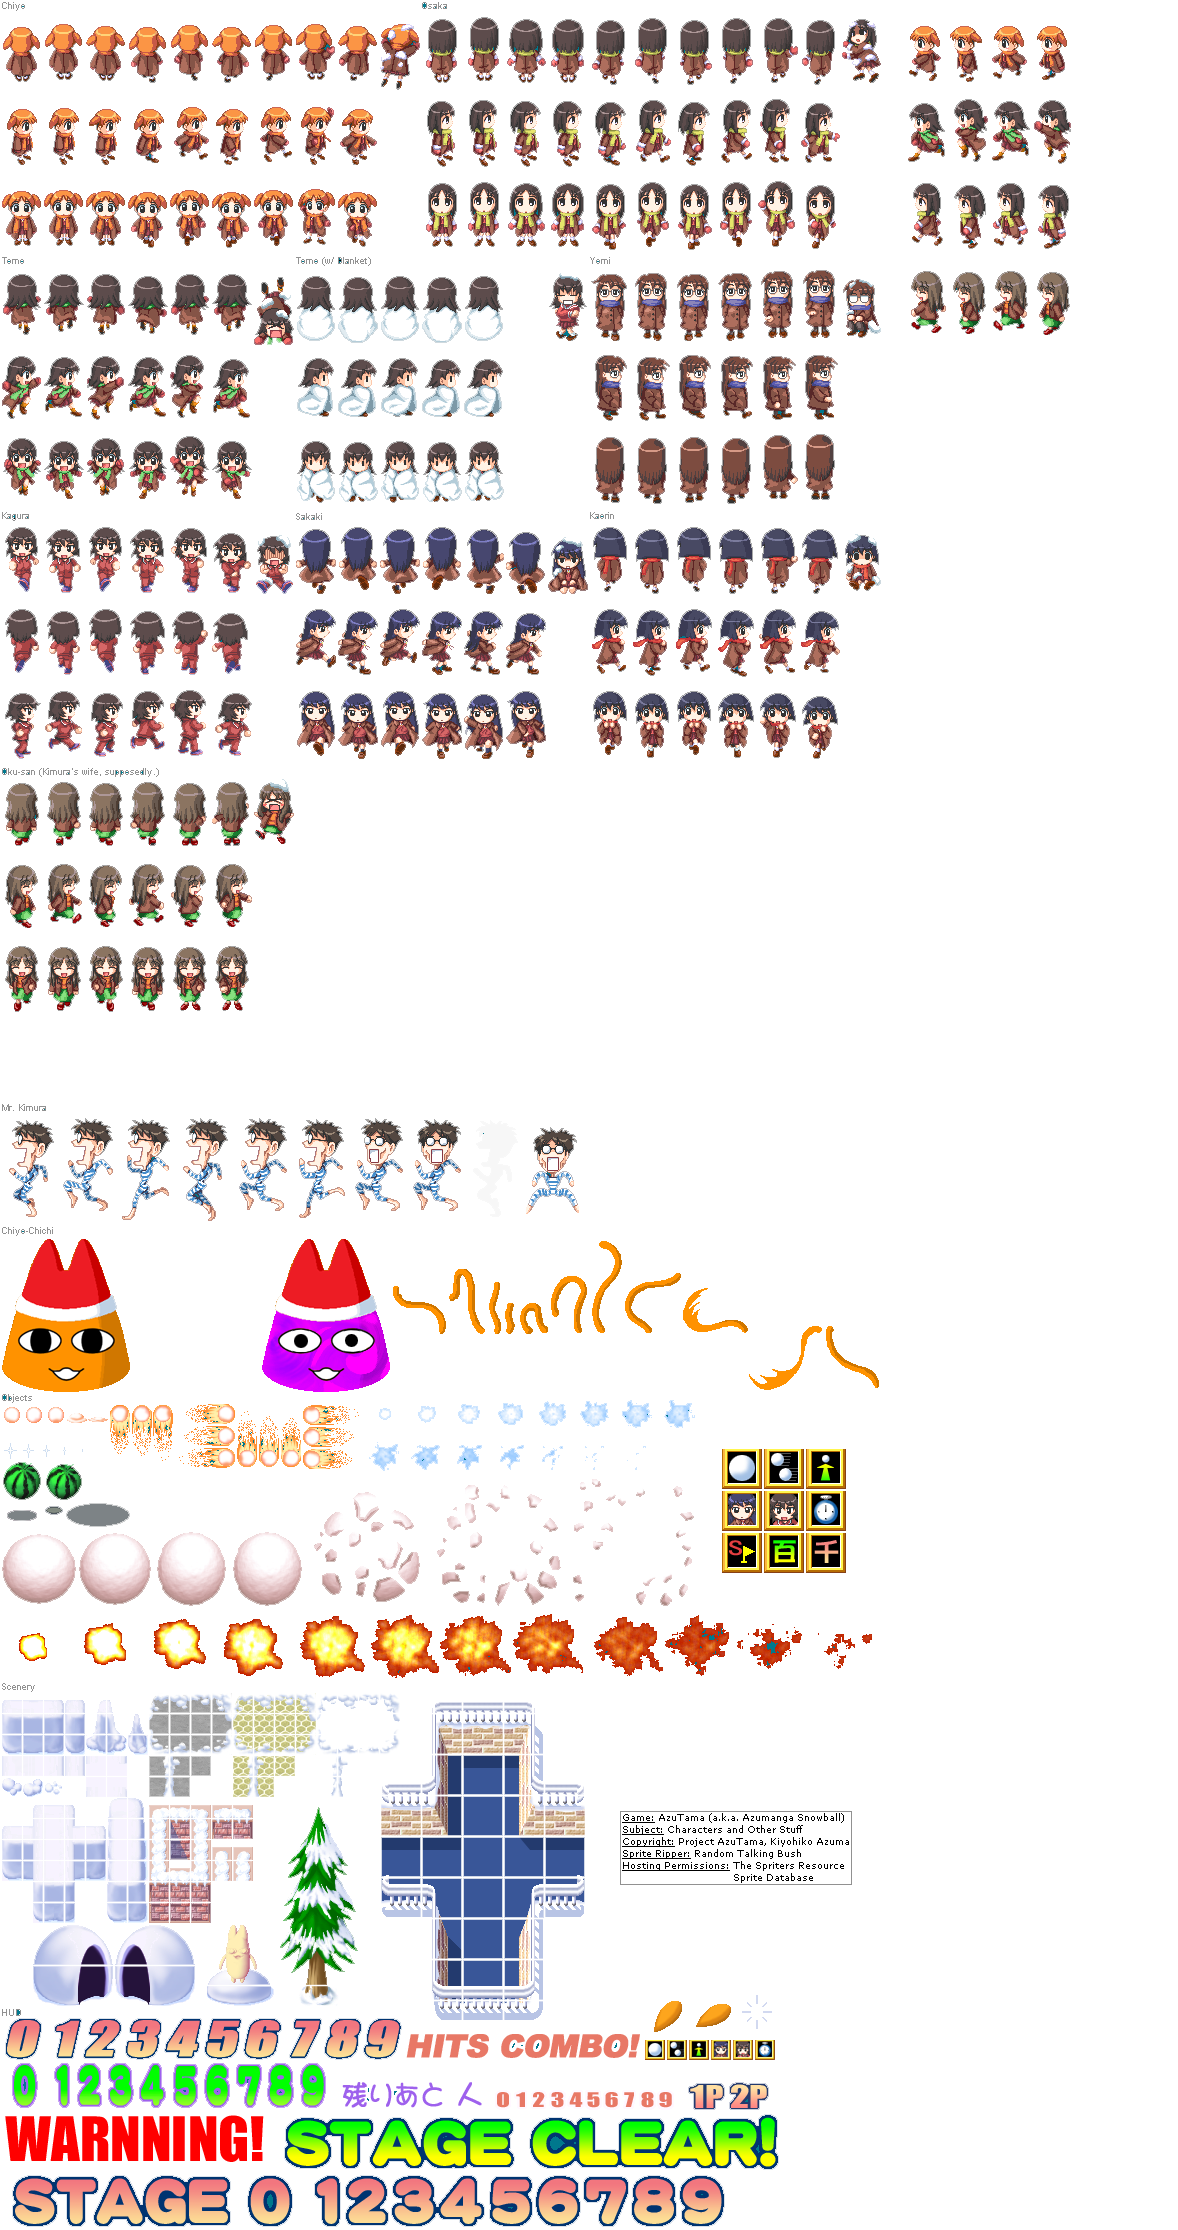 Chiye
Osaka
Tome
Tome (w/ Blanket)
Yomi
Kagura
Sakaki
Kaorin
Oku-san (Kimura's wife, supposedly.)
Mr. Kimura
Chiye-Chichi
Objects
S
百
千
Scenery
Game: AzuTama (a.k.a. Azumanga Snowball)
Subject: Characters and Other Stuff
Copyright: Project AzuTama, Kiyohiko Azuma
Sprite Ripper: Random Talking Bush
Hosting Permissions: The Spriters Resource
Sprite Database
HUD
0 1 2 3 4 5 6 7 8 9 HITS COMBO!
0 1 2 3 4 5 6 7 8 9 残りあと 人 0 1 2 3 4 5 6 7 8 9 1P 2P
WARNNING! STAGE CLEAR!
STAGE 0 1 2 3 4 5 6 7 8 9